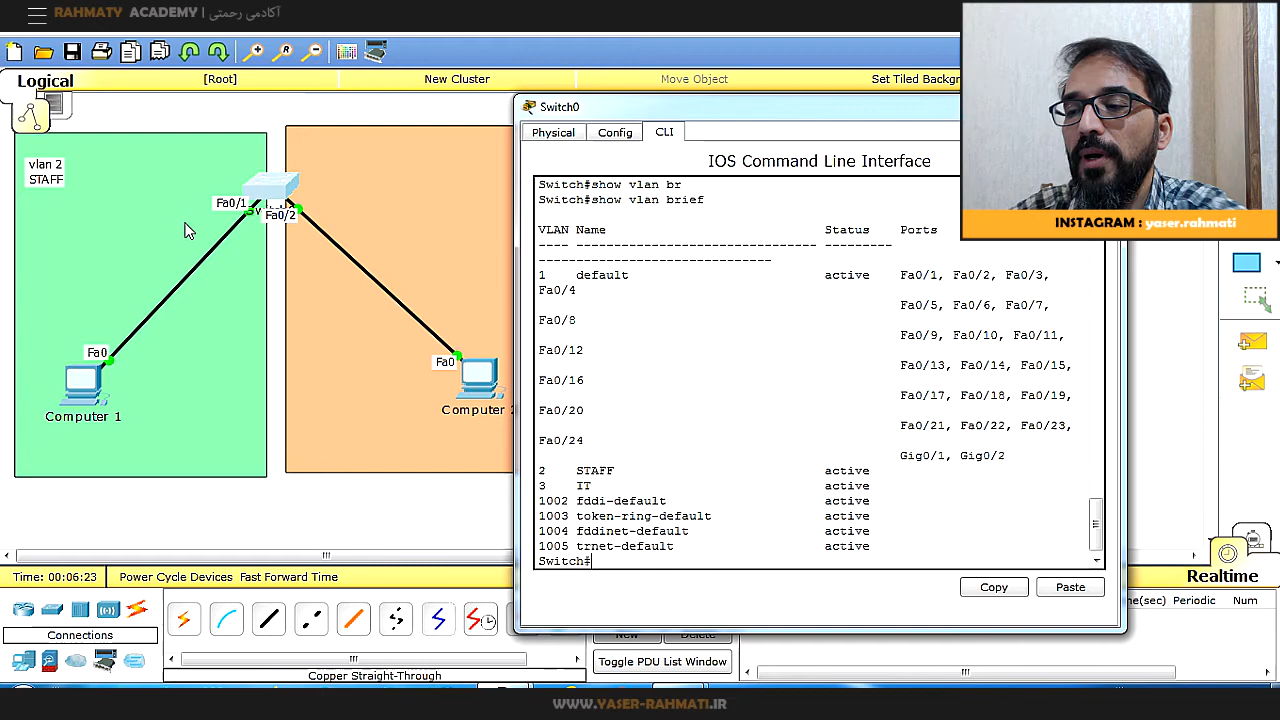 RAHMATY ACADEMY | آکادمی رحمتی
Logical
[Root]
New Cluster
Move Object
Set Tiled Backg
vlan 2
STAFF
Fa0/1
Fa0/2
Fa0
Fa0
Computer 1
Computer
Switch0
Physical
Config
CLI
IOS Command Line Interface
Switch#show vlan br
Switch#show vlan brief
VLAN Name Status Ports
---- -------------------------------- --------- -------------------------------
1 default active Fa0/1, Fa0/2, Fa0/3,
Fa0/4
Fa0/5, Fa0/6, Fa0/7,
Fa0/8
Fa0/9, Fa0/10, Fa0/11,
Fa0/12
Fa0/13, Fa0/14, Fa0/15,
Fa0/16
Fa0/17, Fa0/18, Fa0/19,
Fa0/20
Fa0/21, Fa0/22, Fa0/23,
Fa0/24
Gig0/1, Gig0/2
2 STAFF active
3 IT active
1002 fddi-default active
1003 token-ring-default active
1004 fddinet-default active
1005 trnet-default active
Switch#
Copy
Paste
INSTAGRAM : yaser.rahmati
Time: 00:06:23 Power Cycle Devices Fast Forward Time
Realtime
Connections
Copper Straight-Through
New
Delete
Toggle PDU List Window
me(sec) Periodic Num
WWW.YASER-RAHMATI.IR